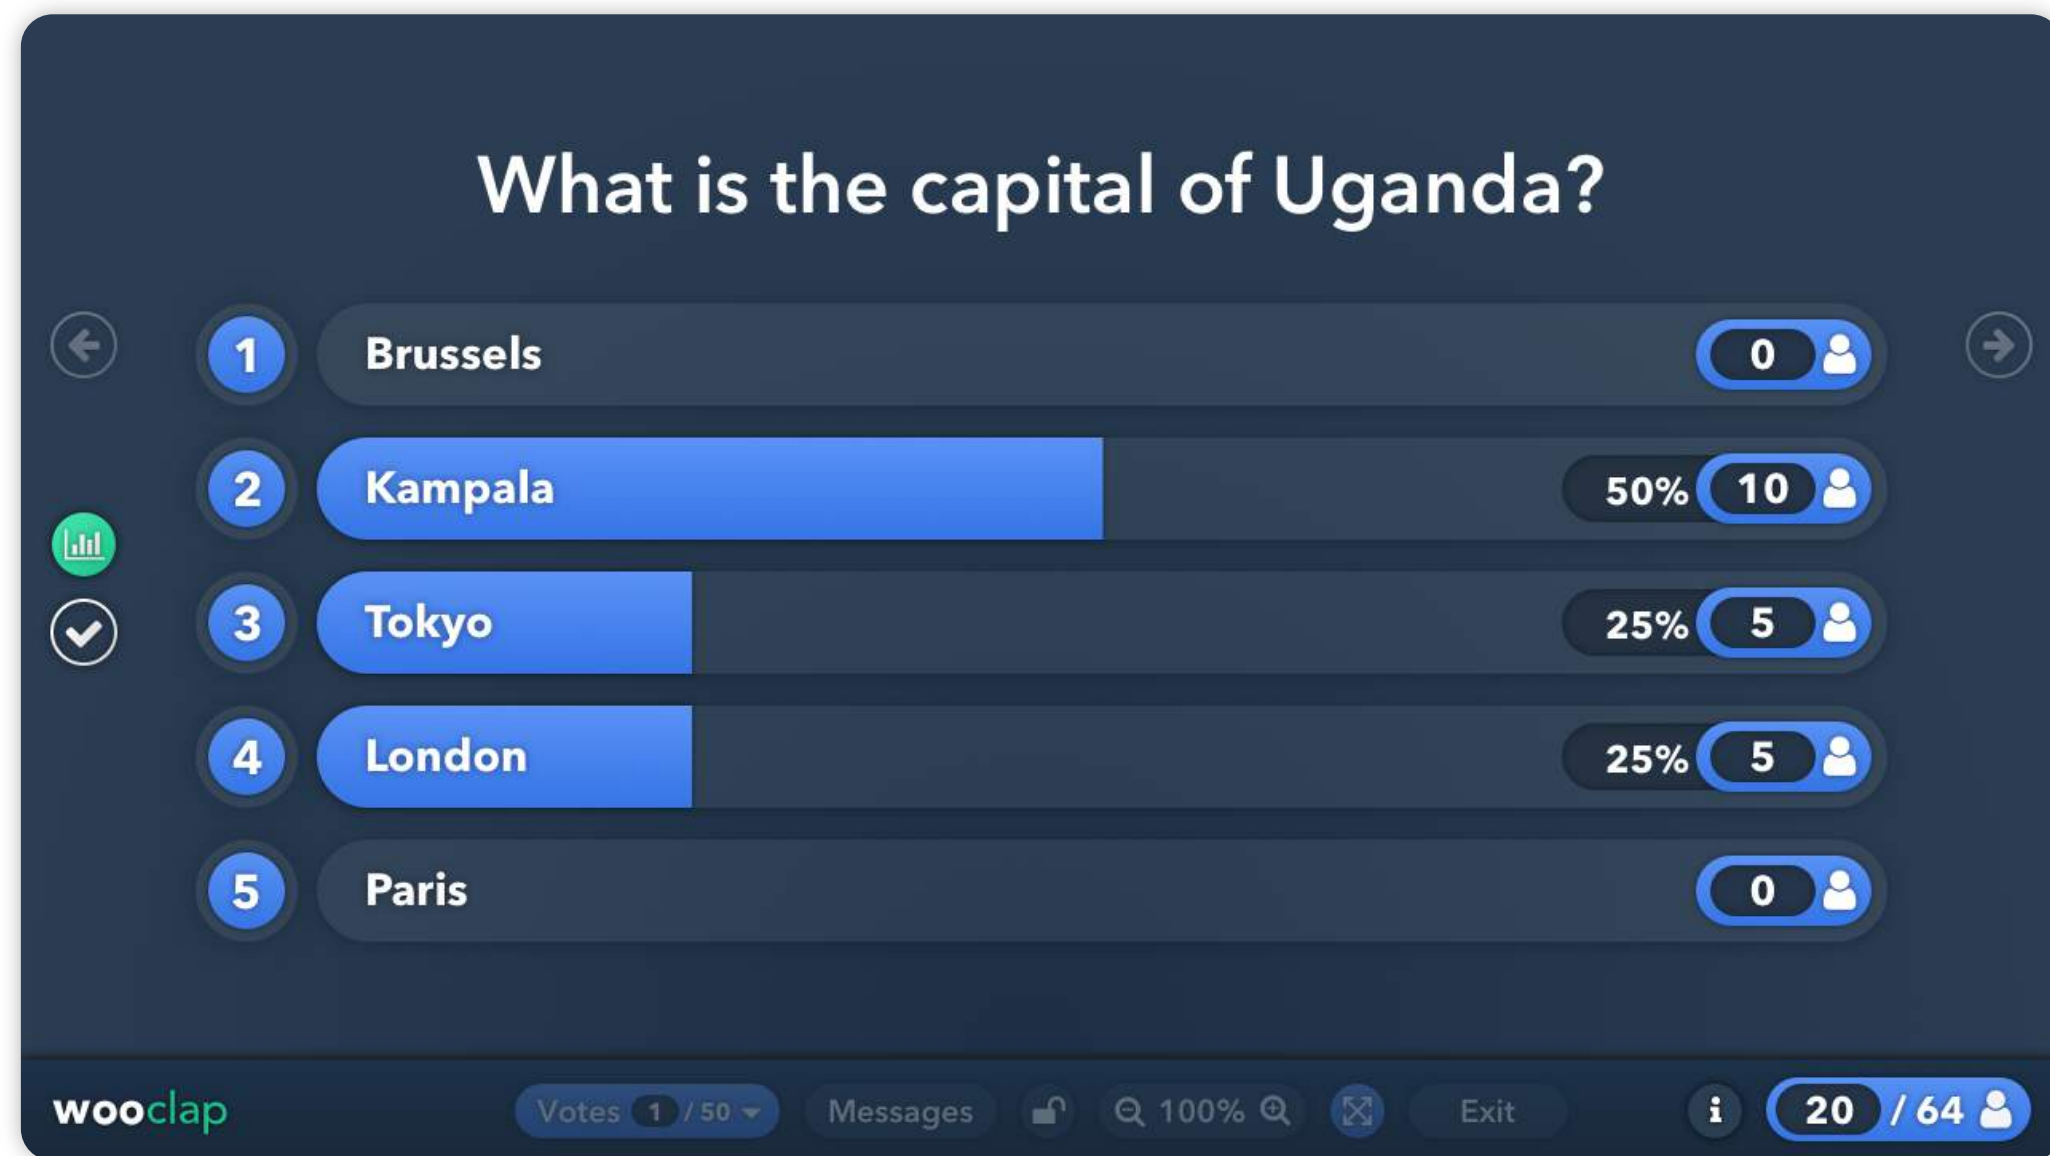 What is the capital of Uganda?
1 Brussels 0
2 Kampala 50% 10
3 Tokyo 25% 5
4 London 25% 5
5 Paris 0
wooclap Votes 1 / 50 Messages 100% Exit i 20 / 64